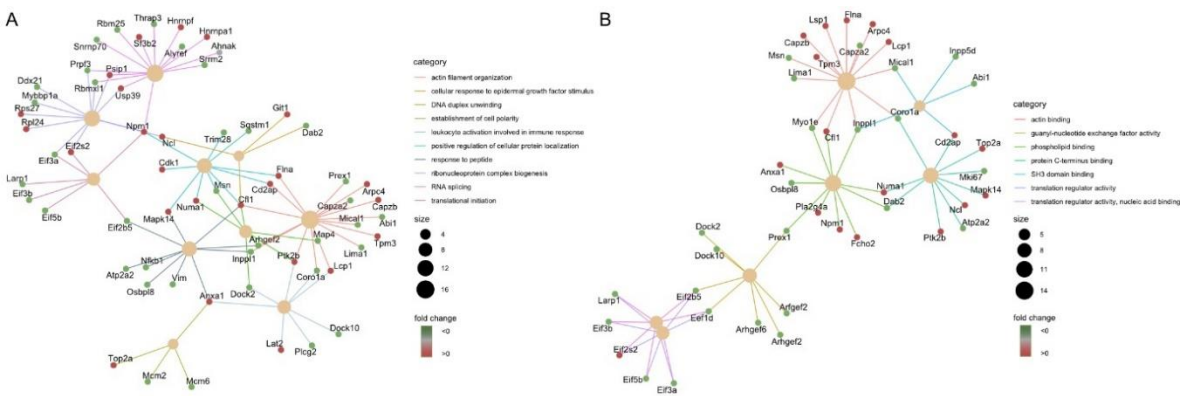 A
Thrap3
Hnrnpf
Rbm25
Sf3b2
Hnrnpa1
Snrnp70
Ahnak
Alyref
Srrm2
Prpf3
Psip1
Ddx21
Rbmxl1
Usp39
Mybbp1a
Rps27
Rpl24
Npm1
Ncl
Trim28
Sqstm1
Git1
Dab2
Eif2s2
Eif3a
Cdk1
Flna
Larp1
Msn
Cd2ap
Prex1
Eif3b
Arpc4
Eif5b
Numa1
Cfl1
Capza2
Capzb
Mapk14
Mical1
Abi1
Eif2b5
Arhgef2
Map4
Tpm3
Nfkb1
Inppl1
Ptk2b
Lima1
Atp2a2
Vim
Lcp1
Osbpl8
Coro1a
Anxa1
Dock2
Dock10
Lat2
Plcg2
Top2a
Mcm2
Mcm6
category
actin filament organization
cellular response to epidermal growth factor stimulus
DNA duplex unwinding
establishment of cell polarity
leukocyte activation involved in immune response
positive regulation of cellular protein localization
response to peptide
ribonucleoprotein complex biogenesis
RNA splicing
translational initiation
size
4
8
12
16
fold change
<0
>0
B
Lsp1
Flna
Arpc4
Capzb
Capza2
Lcp1
Inpp5d
Msn
Tpm3
Mical1
Lima1
Abi1
Coro1a
Myo1e
Cfl1
Inppl1
Cd2ap
Top2a
Anxa1
Mki67
Osbpl8
Numa1
Mapk14
Pla2g4a
Dab2
Ncl
Npm1
Atp2a2
Dock2
Prex1
Fcho2
Ptk2b
Dock10
Larp1
Eif2b5
Eef1d
Arfgef2
Eif3b
Arhgef6
Arhgef2
Eif2s2
Eif5b
Eif3a
category
actin binding
guanyl-nucleotide exchange factor activity
phospholipid binding
protein C-terminus binding
SH3 domain binding
translation regulator activity
translation regulator activity, nucleic acid binding
size
5
8
11
14
fold change
<0
>0